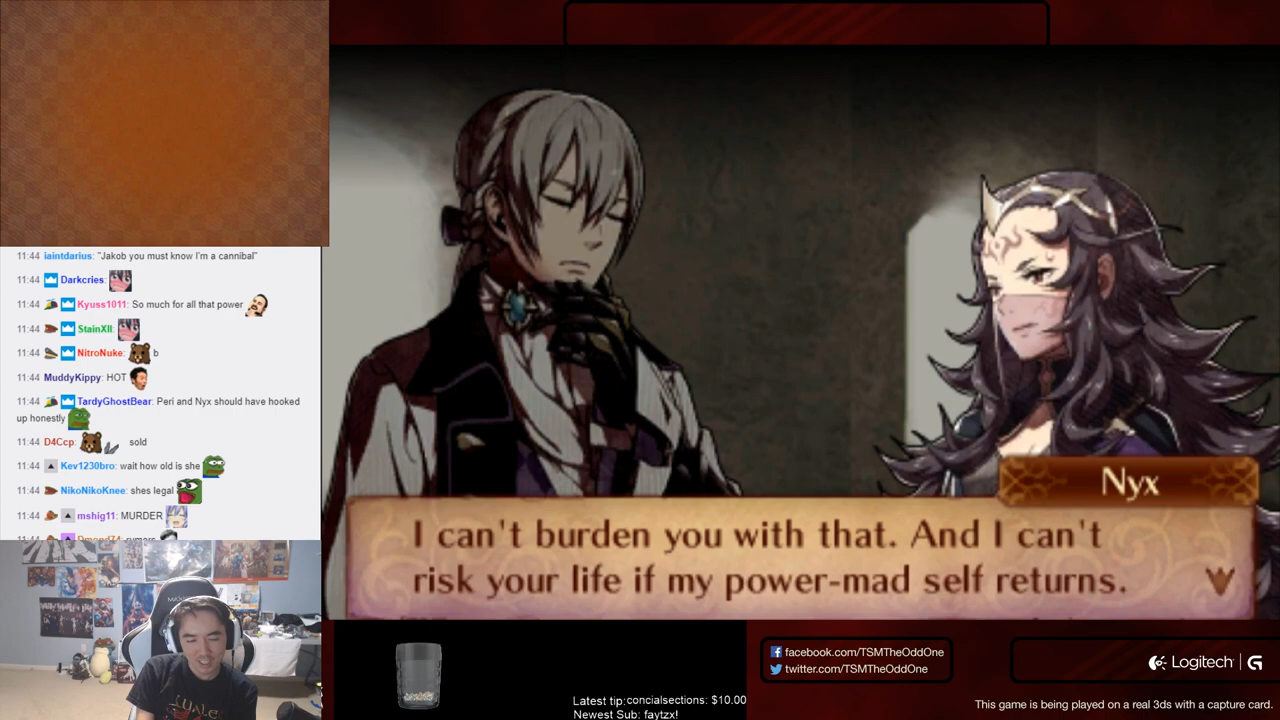 11:44 iaintdarius: "Jakob you must know I'm a cannibal"
11:44 Darkcries:
11:44 Kyuss1011: So much for all that power
11:44 StainXII:
11:44 NitroNuke: b
11:44 MuddyKippy: HOT
11:44 TardyGhostBear: Peri and Nyx should have hooked
up honestly
11:44 D4Ccp: sold
11:44 Kev1230bro: wait how old is she
11:44 NikoNikoKnee: shes legal
11:44 mshig11: MURDER
11:44
Nyx
I can't burden you with that. And I can't
risk your life if my power-mad self returns.
Latest tip:concialsections: $10.00
Newest Sub: faytzx!
facebook.com/TSMTheOddOne
twitter.com/TSMTheOddOne
Logitech | G
This game is being played on a real 3ds with a capture card.